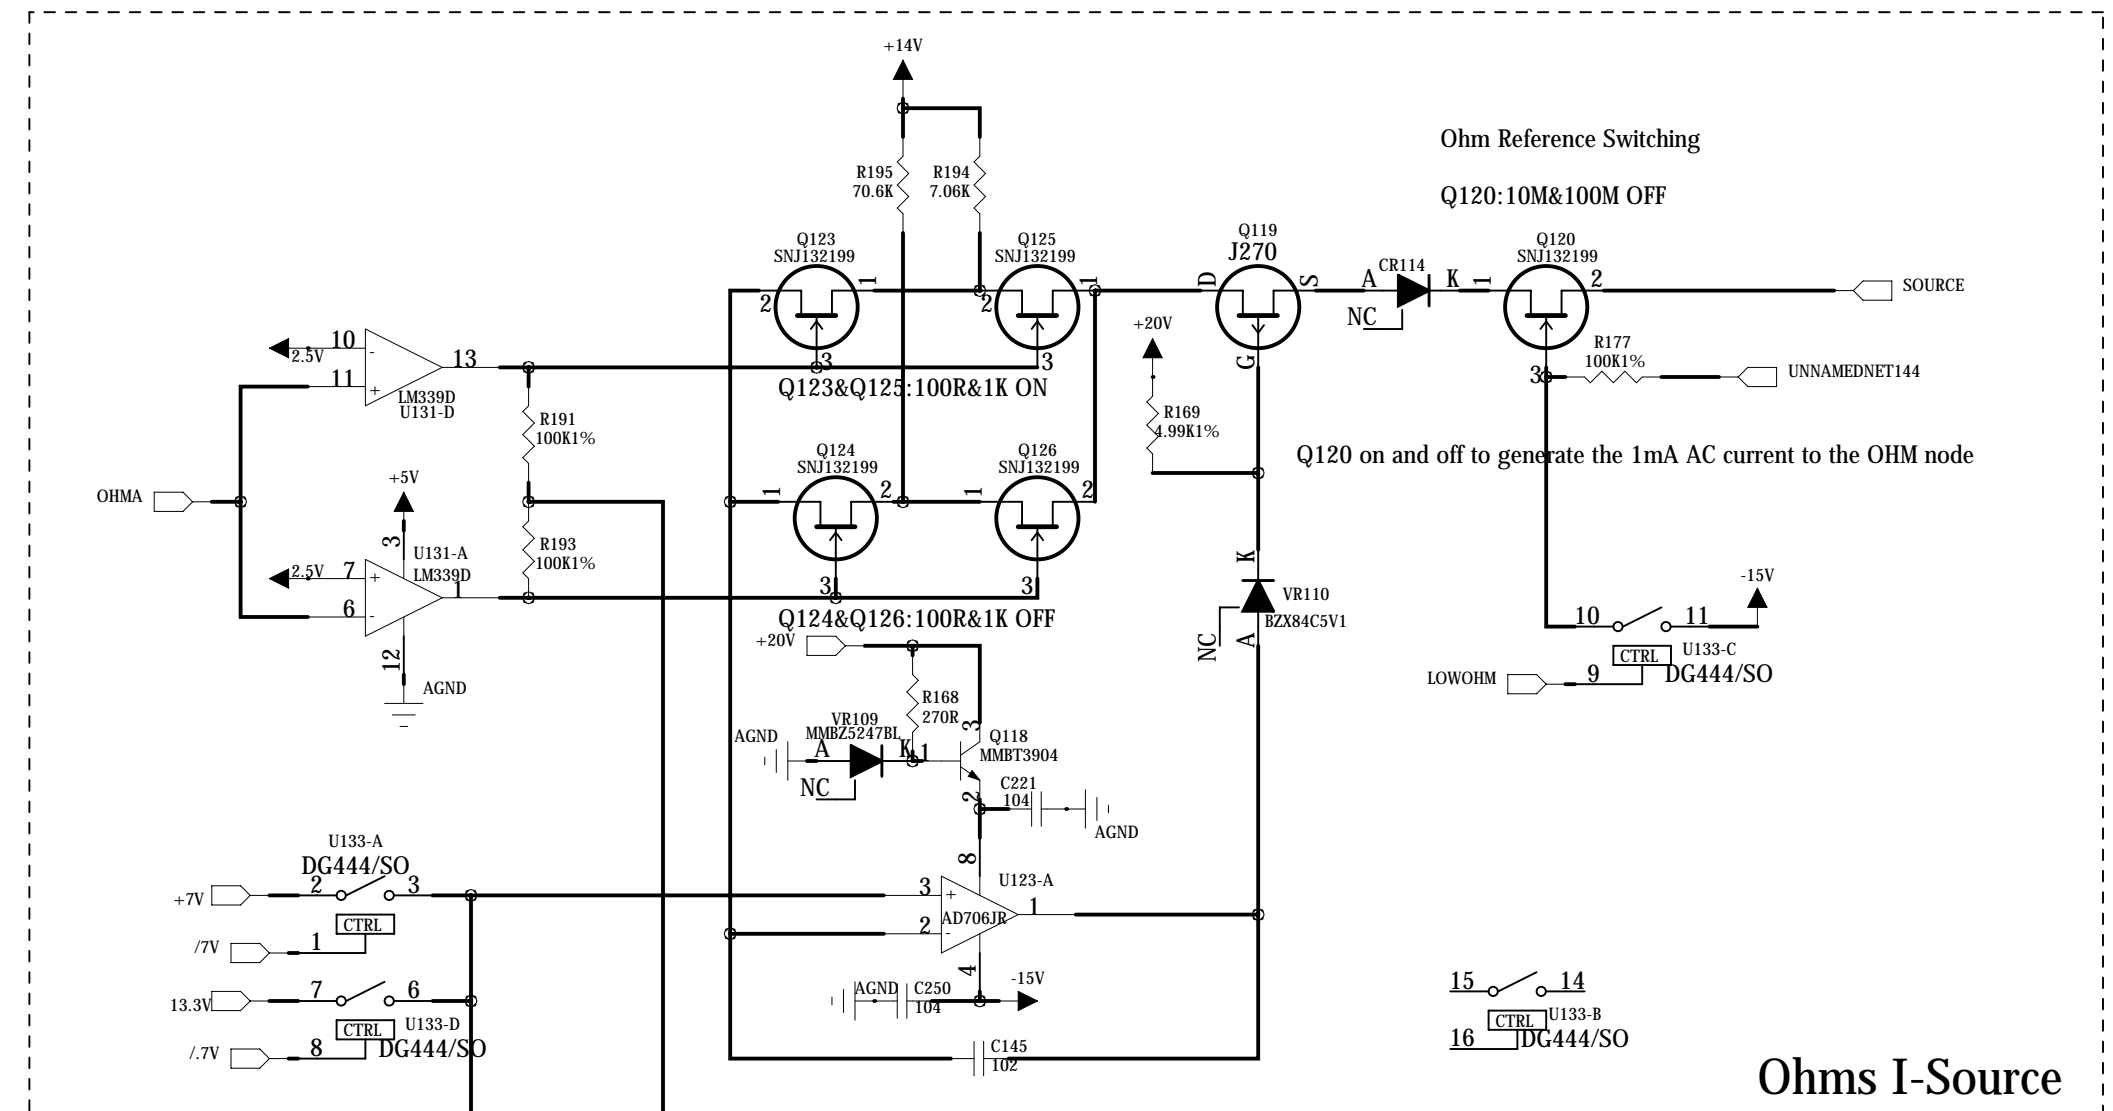 +14V
Ohm Reference Switching
R195
70.6K
R194
7.06K
Q120:10M&100M OFF
Q123
SNJ132199
1
2
3
Q125
SNJ132199
1
2
3
Q119
J270
D
S
G
CR114
A
K
NC
Q120
SNJ132199
1
2
3
SOURCE
+20V
R169
4.99K1%
R177
100K1%
UNNAMEDNET144
2.5V
10
-
11
+
13
LM339D
U131-D
Q123&Q125:100R&1K ON
R191
100K1%
Q120 on and off to generate the 1mA AC current to the OHM node
Q124
SNJ132199
1
2
3
Q126
SNJ132199
1
2
3
OHMA
+5V
3
U131-A
LM339D
2.5V
7
+
6
-
1
12
AGND
R193
100K1%
Q124&Q126:100R&1K OFF
K
VR110
BZX84C5V1
NC
A
-15V
10
11
CTRL
U133-C
DG444/SO
LOWOHM
9
+20V
R168
270R
VR109
MMBZ5247BL
AGND
A
K
NC
1
3
Q118
MMBT3904
2
C221
104
AGND
U133-A
DG444/SO
+7V
2
3
CTRL
/7V
1
8
U123-A
3
+
AD706JR
1
2
-
4
-15V
AGND
C250
104
13.3V
7
6
CTRL
U133-D
DG444/SO
/.7V
8
C145
102
15
14
CTRL
U133-B
DG444/SO
16
Ohms I-Source